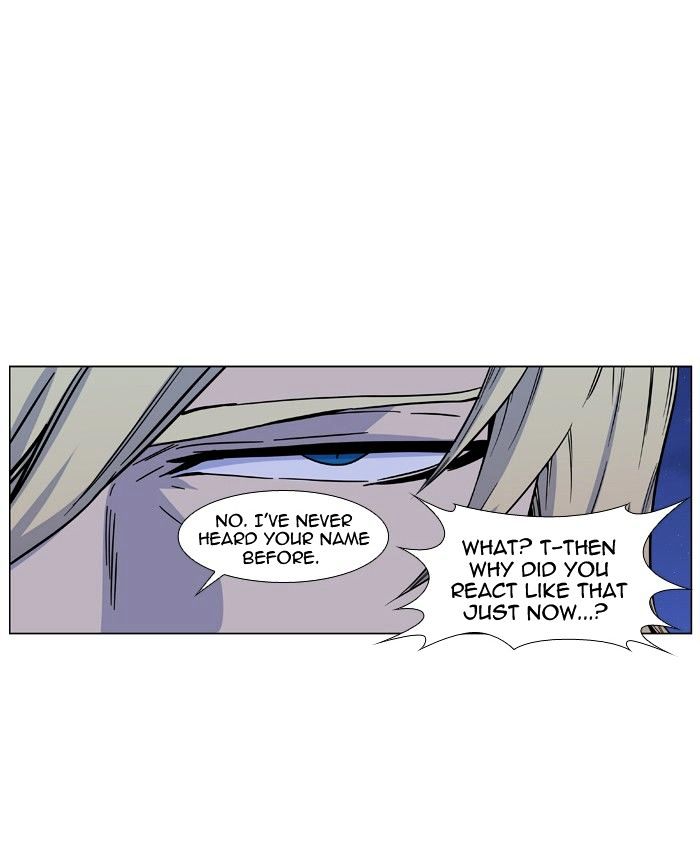 NO. I'VE NEVER
HEARD YOUR NAME
BEFORE.
WHAT? T-THEN
WHY DID YOU
REACT LIKE THAT
JUST NOW...?